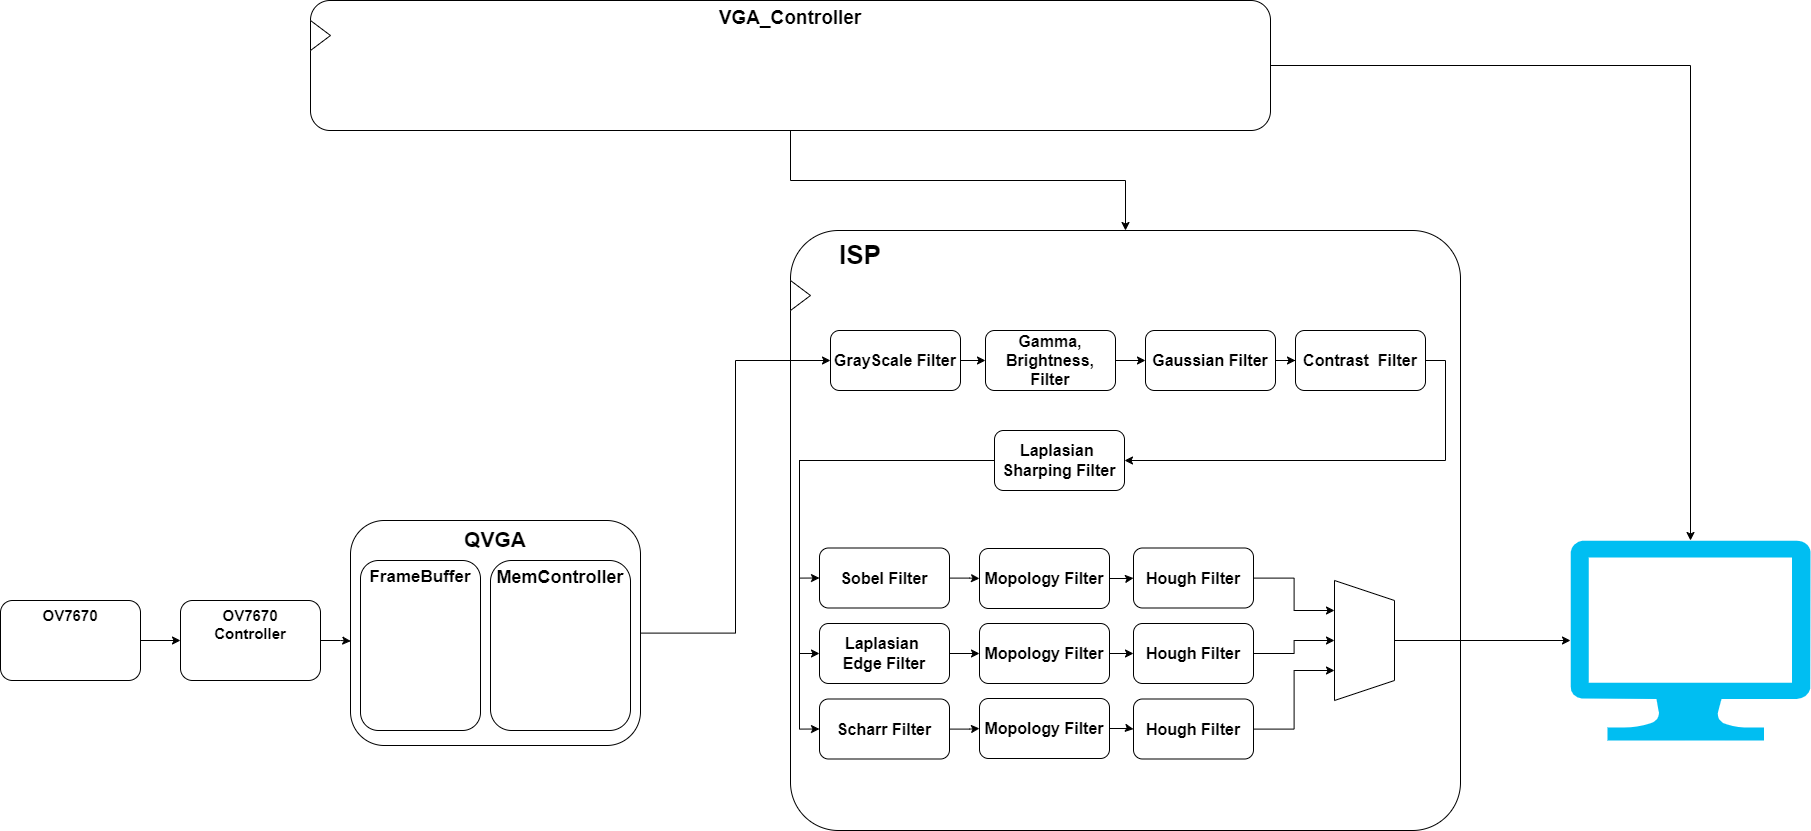 VGA_Controller
ISP
GrayScale Filter
Gamma,
Brightness,
Filter
Gaussian Filter
Contrast  Filter
Laplasian
Sharping Filter
QVGA
FrameBuffer
MemController
OV7670
OV7670
Controller
Sobel Filter
Mopology Filter
Hough Filter
Laplasian
Edge Filter
Mopology Filter
Hough Filter
Scharr Filter
Mopology Filter
Hough Filter